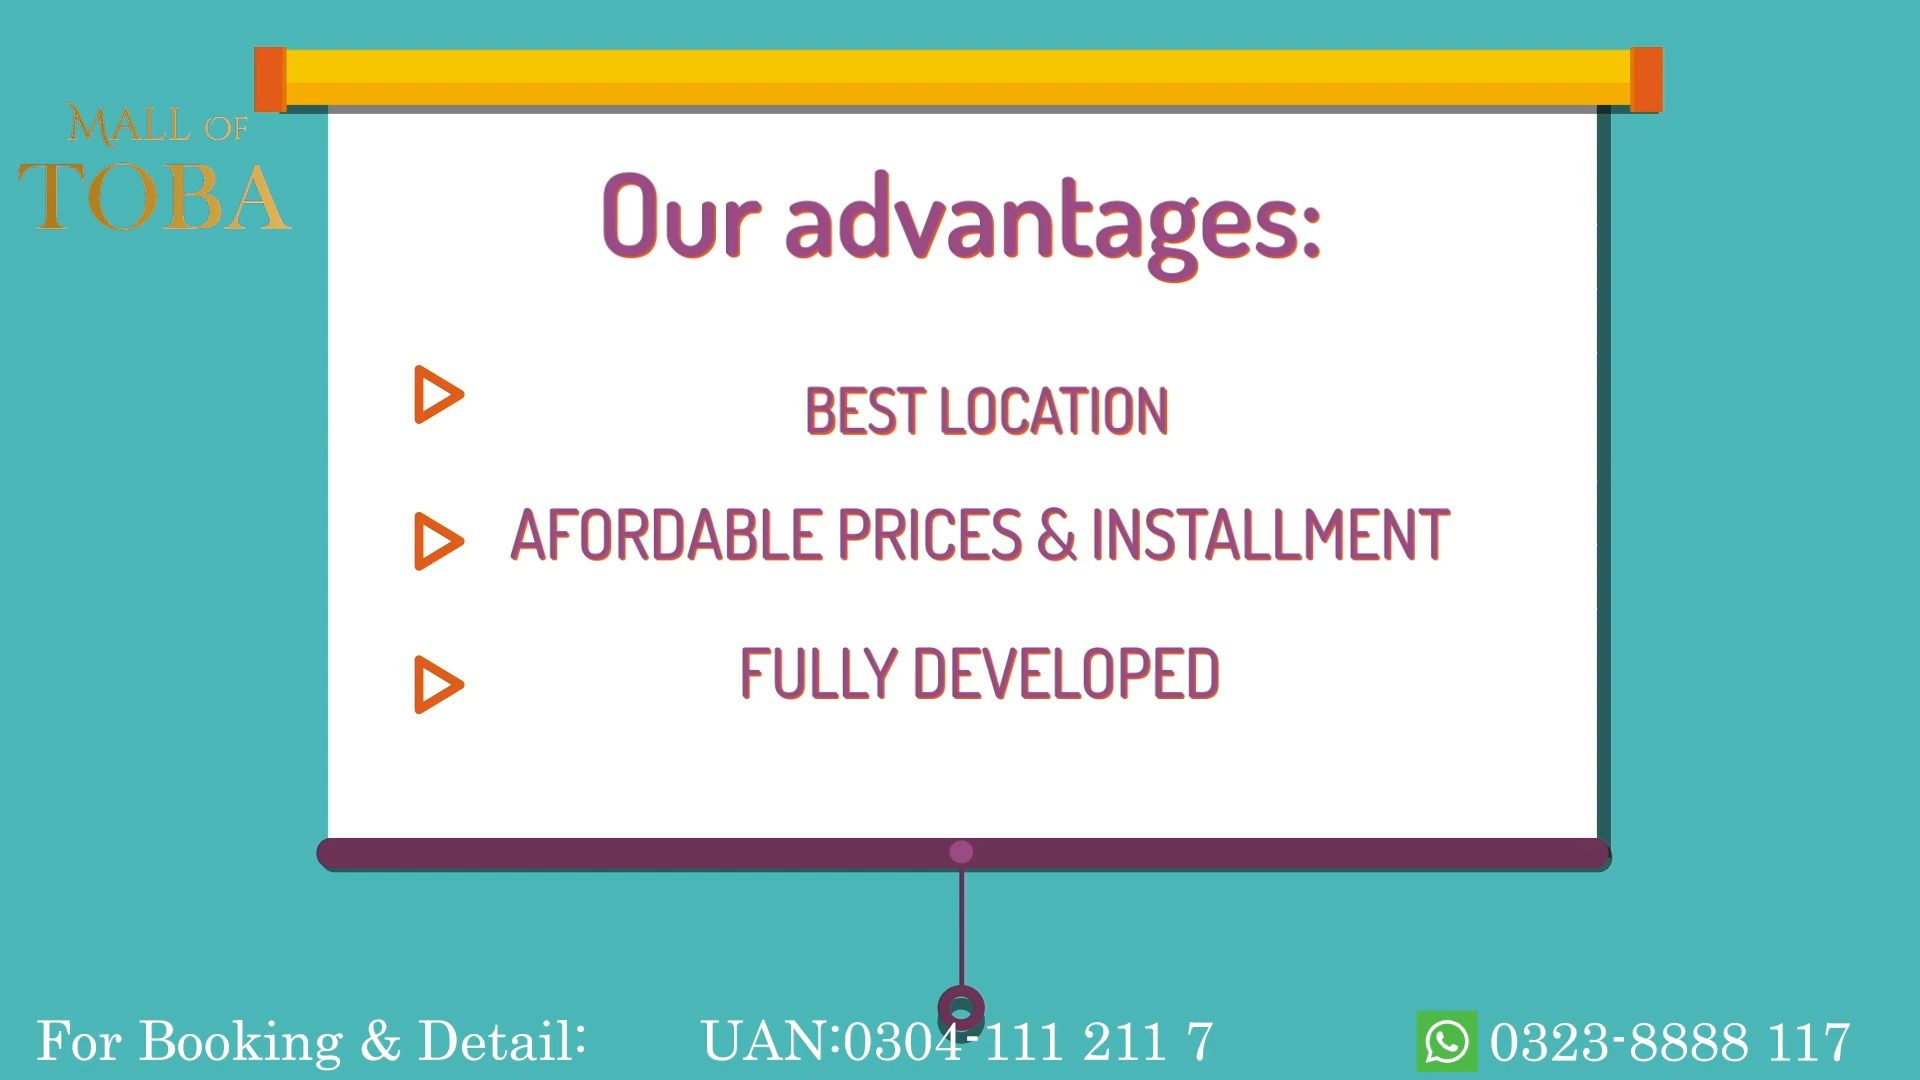 MALL OF
TOBA
Our advantages:
BEST LOCATION
AFORDABLE PRICES & INSTALLMENT
FULLY DEVELOPED
For Booking & Detail: UAN:0304-111 211 7 0323-8888 117